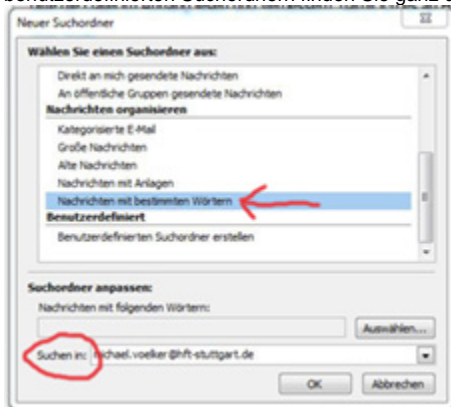 Neuer Suchordner
Wählen Sie einen Suchordner aus:
Direkt an mich gesendete Nachrichten
An öffentliche Gruppen gesendete Nachrichten
Nachrichten organisieren
Kategorisierte E-Mail
Große Nachrichten
Alte Nachrichten
Nachrichten mit Anlagen
Nachrichten mit bestimmten Wörtern
Benutzerdefiniert
Benutzerdefinierten Suchordner erstellen
Suchordner anpassen:
Nachrichten mit folgenden Wörtern:
Auswählen...
Suchen in: michael.voelker@hft-stuttgart.de
OK Abbrechen